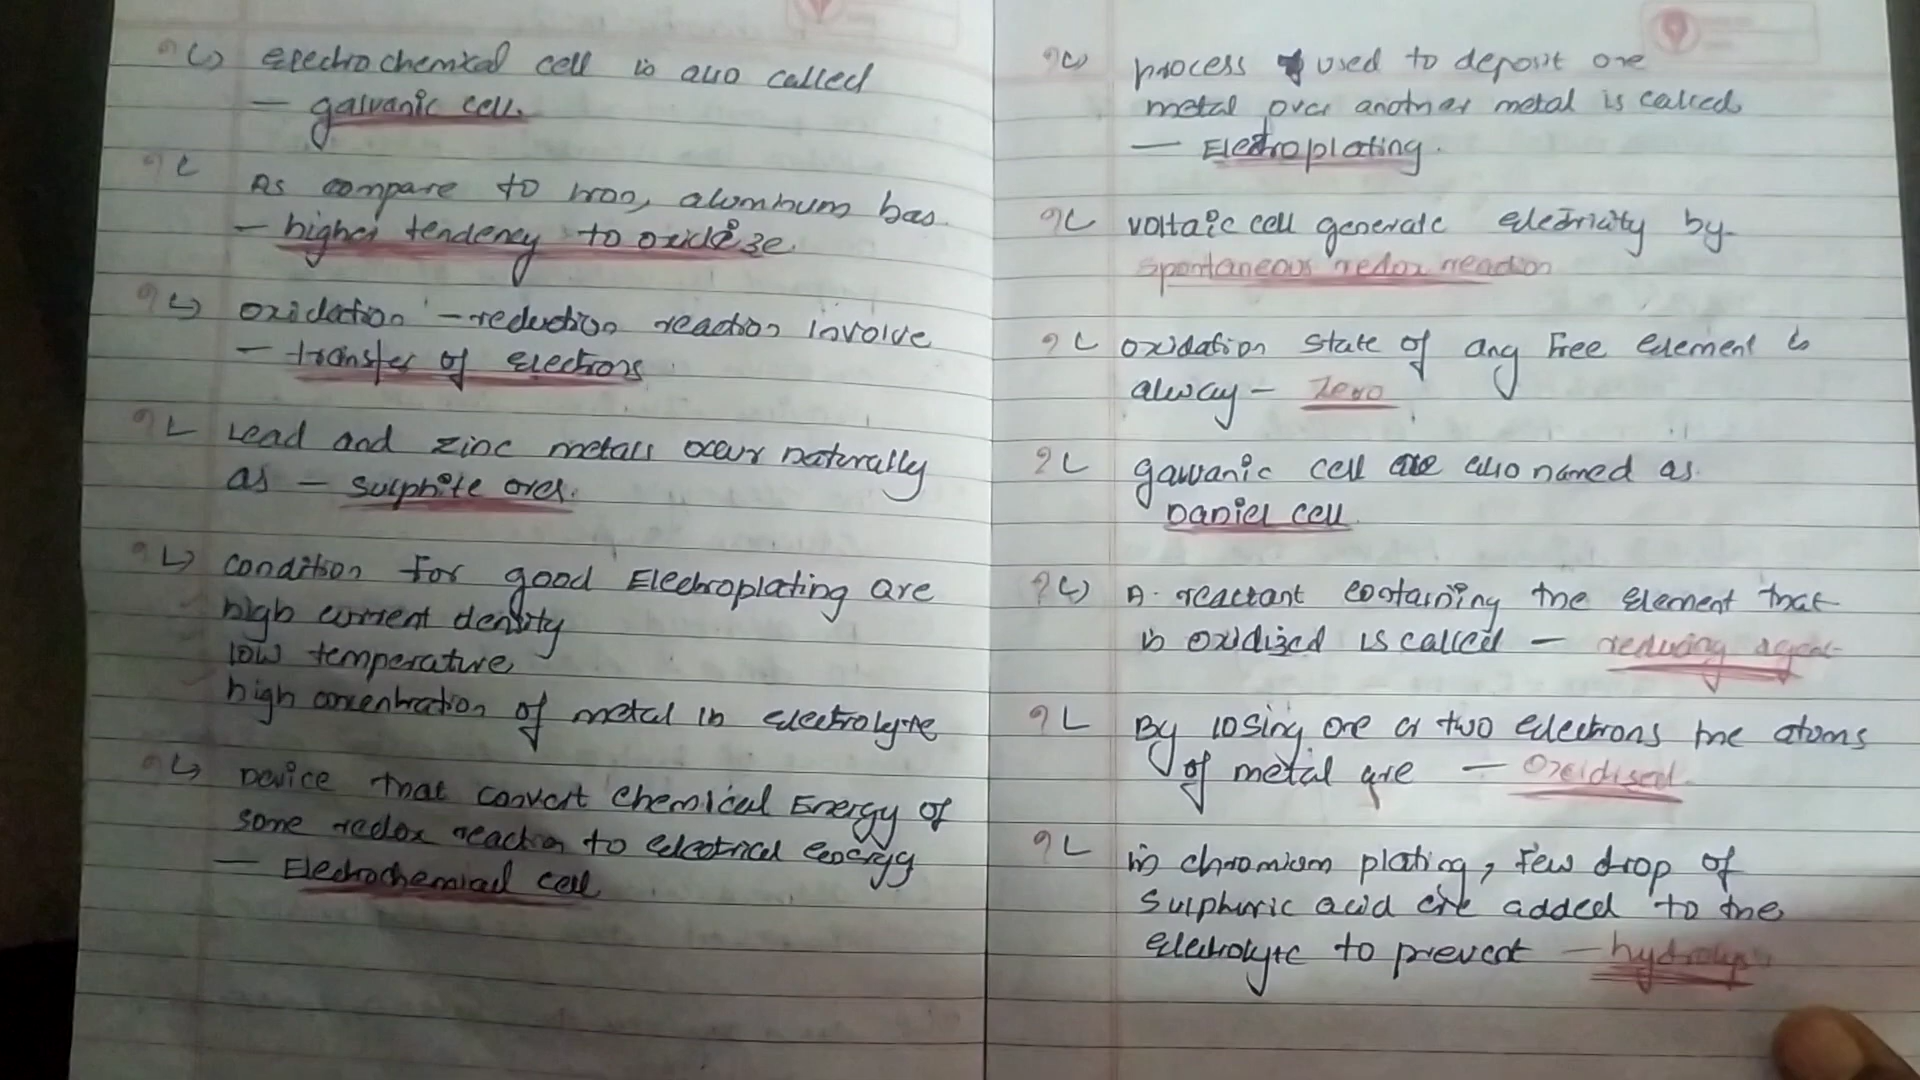 Electrochemical cell is also called
— galvanic cell.
As compare to iron, aluminum has
— higher tendency to oxidize.
oxidation - reduction reaction involve
— transfer of electrons
Lead and zinc metals occur naturally
as — sulphite ores.
condition for good Electroplating are
high current density
low temperature
high concentration of metal in electrolyte
Device that convert chemical Energy of
some redox reaction to electrical energy
— Electrochemical cell
process used to deposit one
metal over another metal is called
— Electroplating.
voltaic cell generate electricity by-
spontaneous redox reaction
oxidation state of any Free element is
alway — Zero
galvanic cell are also named as
Daniel cell
A reactant containing the element that
is oxidized is called — reducing agent
By losing one or two electrons the atoms
of metal are — oxidised
in chromium plating, few drop of
sulphuric acid are added to the
electrolyte to prevent — hydrolysis